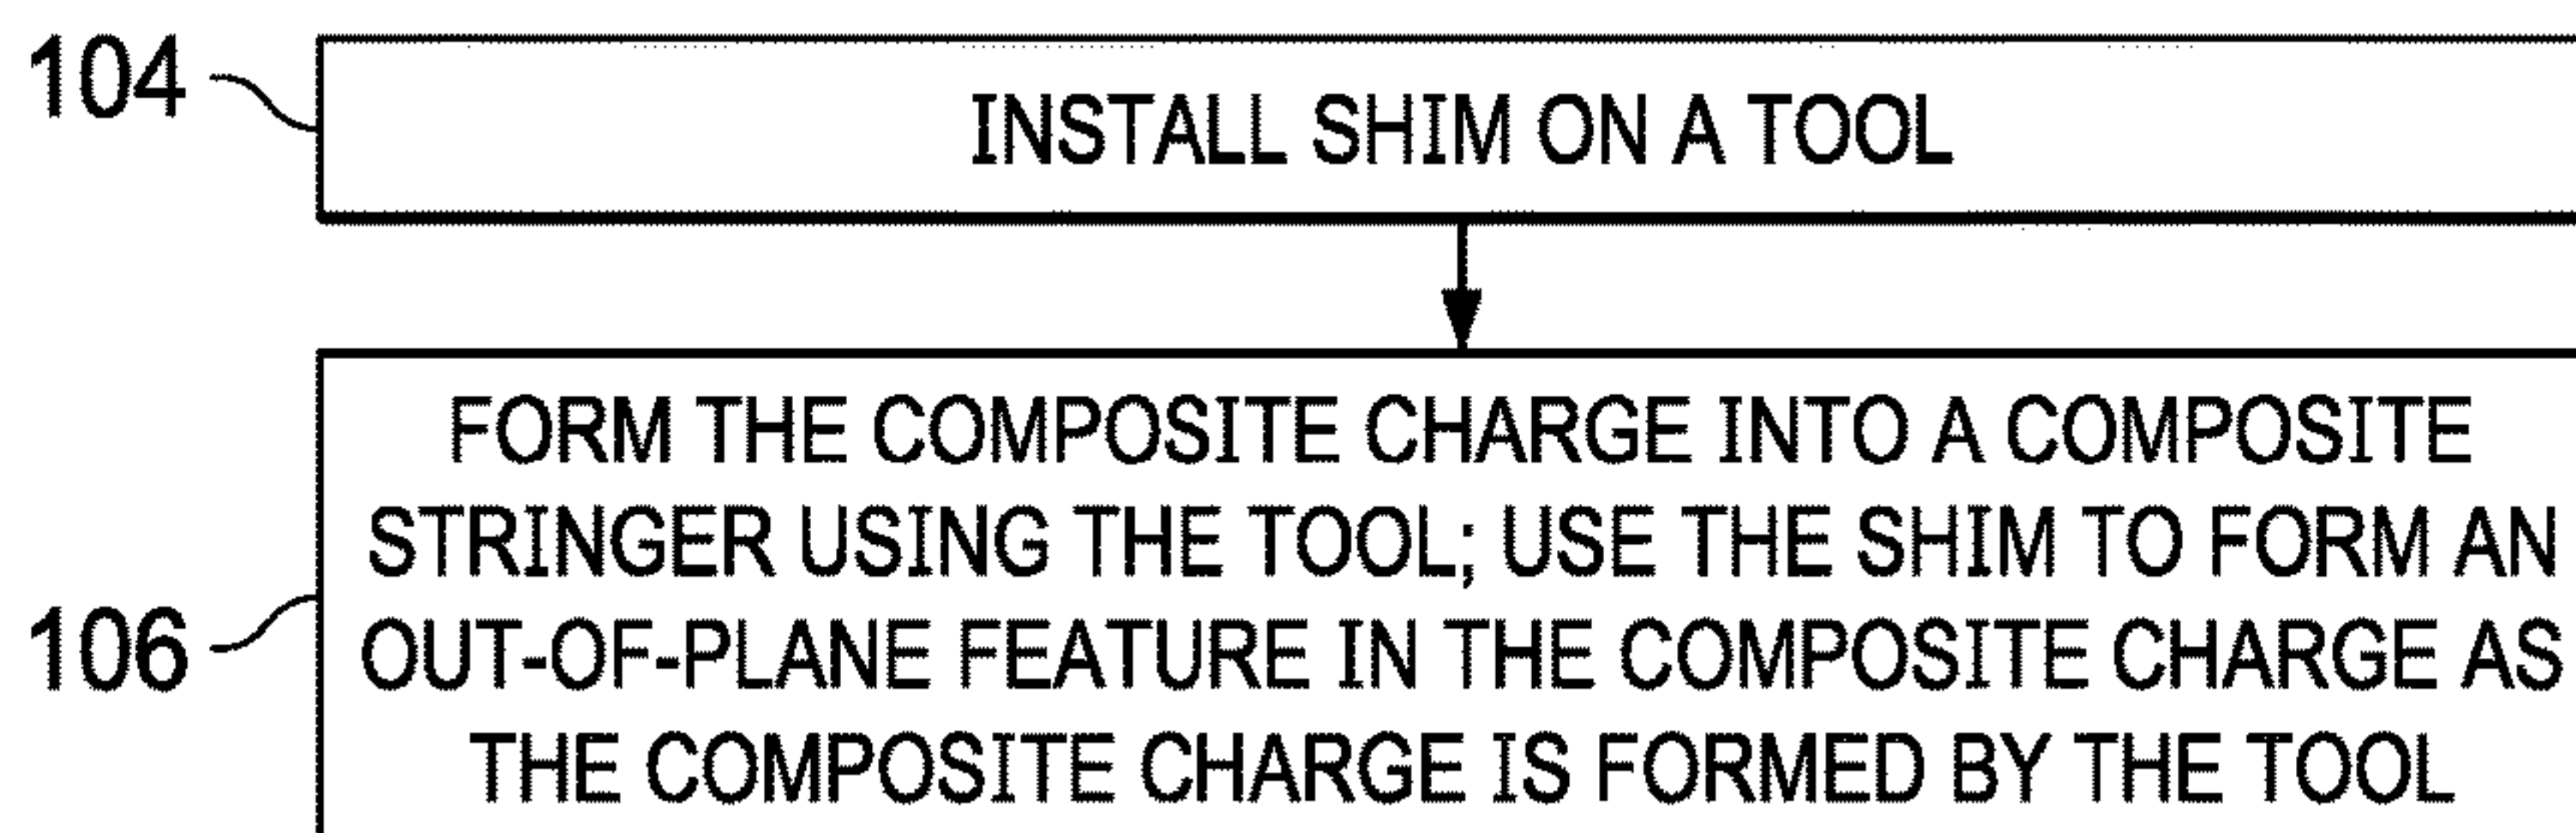 104
INSTALL SHIM ON A TOOL
FORM THE COMPOSITE CHARGE INTO A COMPOSITE
STRINGER USING THE TOOL; USE THE SHIM TO FORM AN
106
OUT-OF-PLANE FEATURE IN THE COMPOSITE CHARGE AS
THE COMPOSITE CHARGE IS FORMED BY THE TOOL